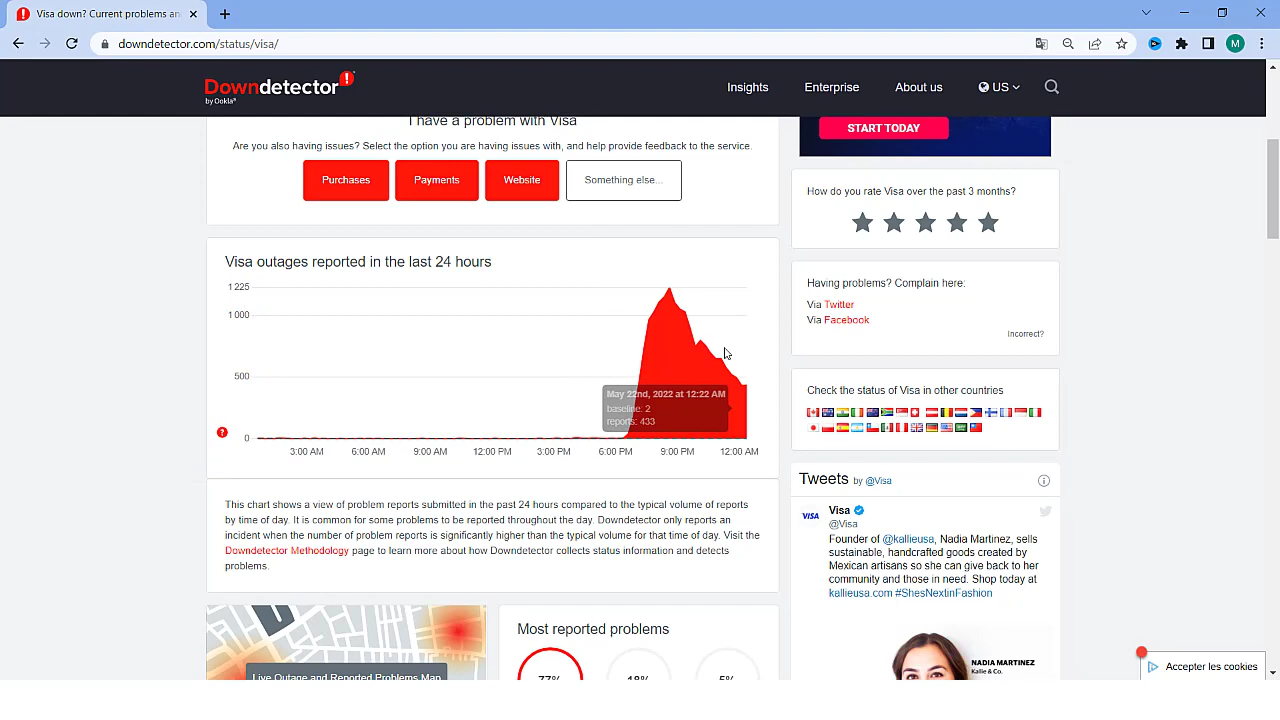 Visa down? Current problems an
downdetector.com/status/visa/
M
Downdetector
by Ookla®
Insights
Enterprise
About us
US
I have a problem with Visa
Are you also having issues? Select the option you are having issues with, and help provide feedback to the service.
Purchases
Payments
Website
Something else...
START TODAY
How do you rate Visa over the past 3 months?
Visa outages reported in the last 24 hours
1 225
1 000
500
0
May 22nd, 2022 at 12:22 AM
baseline: 2
reports: 433
3:00 AM
6:00 AM
9:00 AM
12:00 PM
3:00 PM
6:00 PM
9:00 PM
12:00 AM
Having problems? Complain here:
Via Twitter
Via Facebook
Incorrect?
Check the status of Visa in other countries
This chart shows a view of problem reports submitted in the past 24 hours compared to the typical volume of reports
by time of day. It is common for some problems to be reported throughout the day. Downdetector only reports an
incident when the number of problem reports is significantly higher than the typical volume for that time of day. Visit the
Downdetector Methodology page to learn more about how Downdetector collects status information and detects
problems.
Tweets by @Visa
VISA
Visa
@Visa
Founder of @kallieusa, Nadia Martinez, sells
sustainable, handcrafted goods created by
Mexican artisans so she can give back to her
community and those in need. Shop today at
kallieusa.com #ShesNextinFashion
NADIA MARTINEZ
Kallie & Co.
Live Outage and Reported Problems Map
Most reported problems
77%
18%
5%
Accepter les cookies